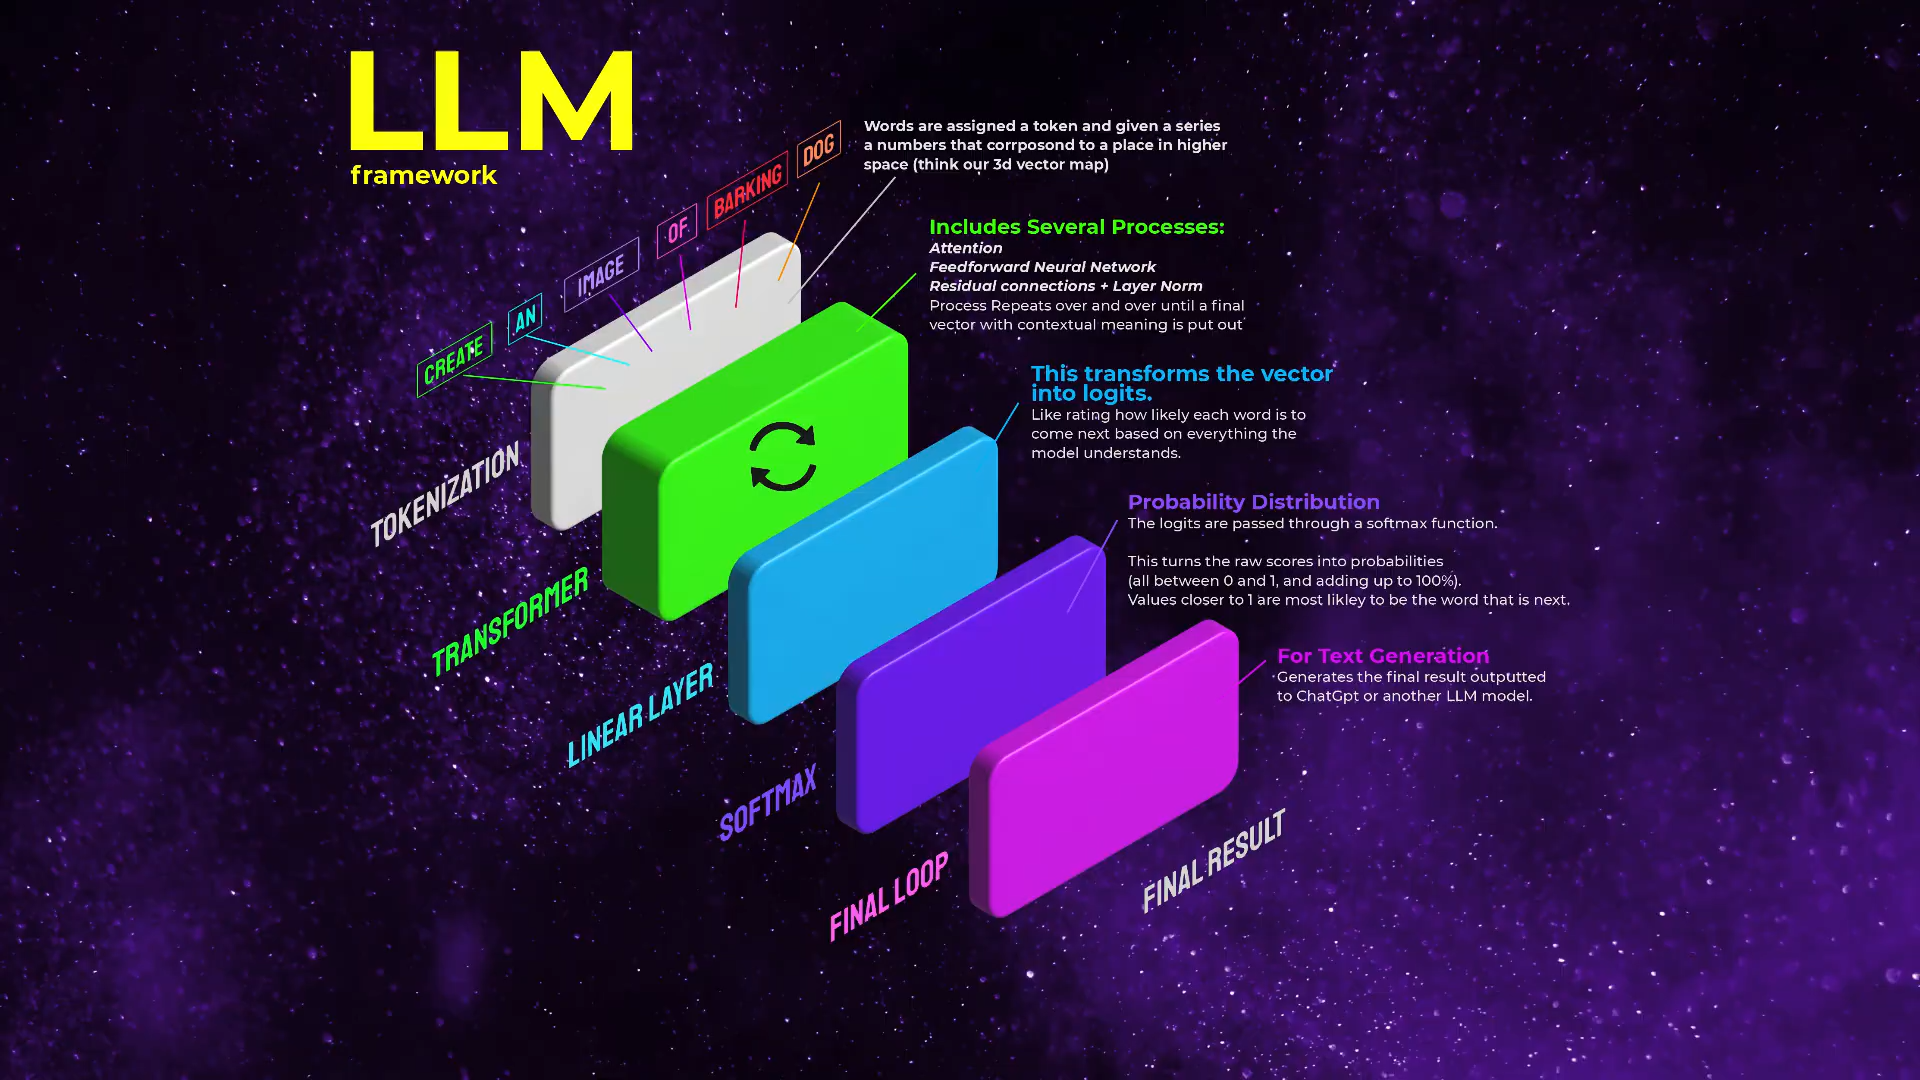 LLM
framework
CREATE
AN
IMAGE
OF
BARKING
DOG
Words are assigned a token and given a series
a numbers that corrposond to a place in higher
space (think our 3d vector map)
TOKENIZATION
Includes Several Processes:
Attention
Feedforward Neural Network
Residual connections + Layer Norm
Process Repeats over and over until a final
vector with contextual meaning is put out
TRANSFORMER
This transforms the vector
into logits.
Like rating how likely each word is to
come next based on everything the
model understands.
LINEAR LAYER
Probability Distribution
The logits are passed through a softmax function.
This turns the raw scores into probabilities
(all between 0 and 1, and adding up to 100%).
Values closer to 1 are most likley to be the word that is next.
SOFTMAX
For Text Generation
Generates the final result outputted
to ChatGpt or another LLM model.
FINAL LOOP
FINAL RESULT